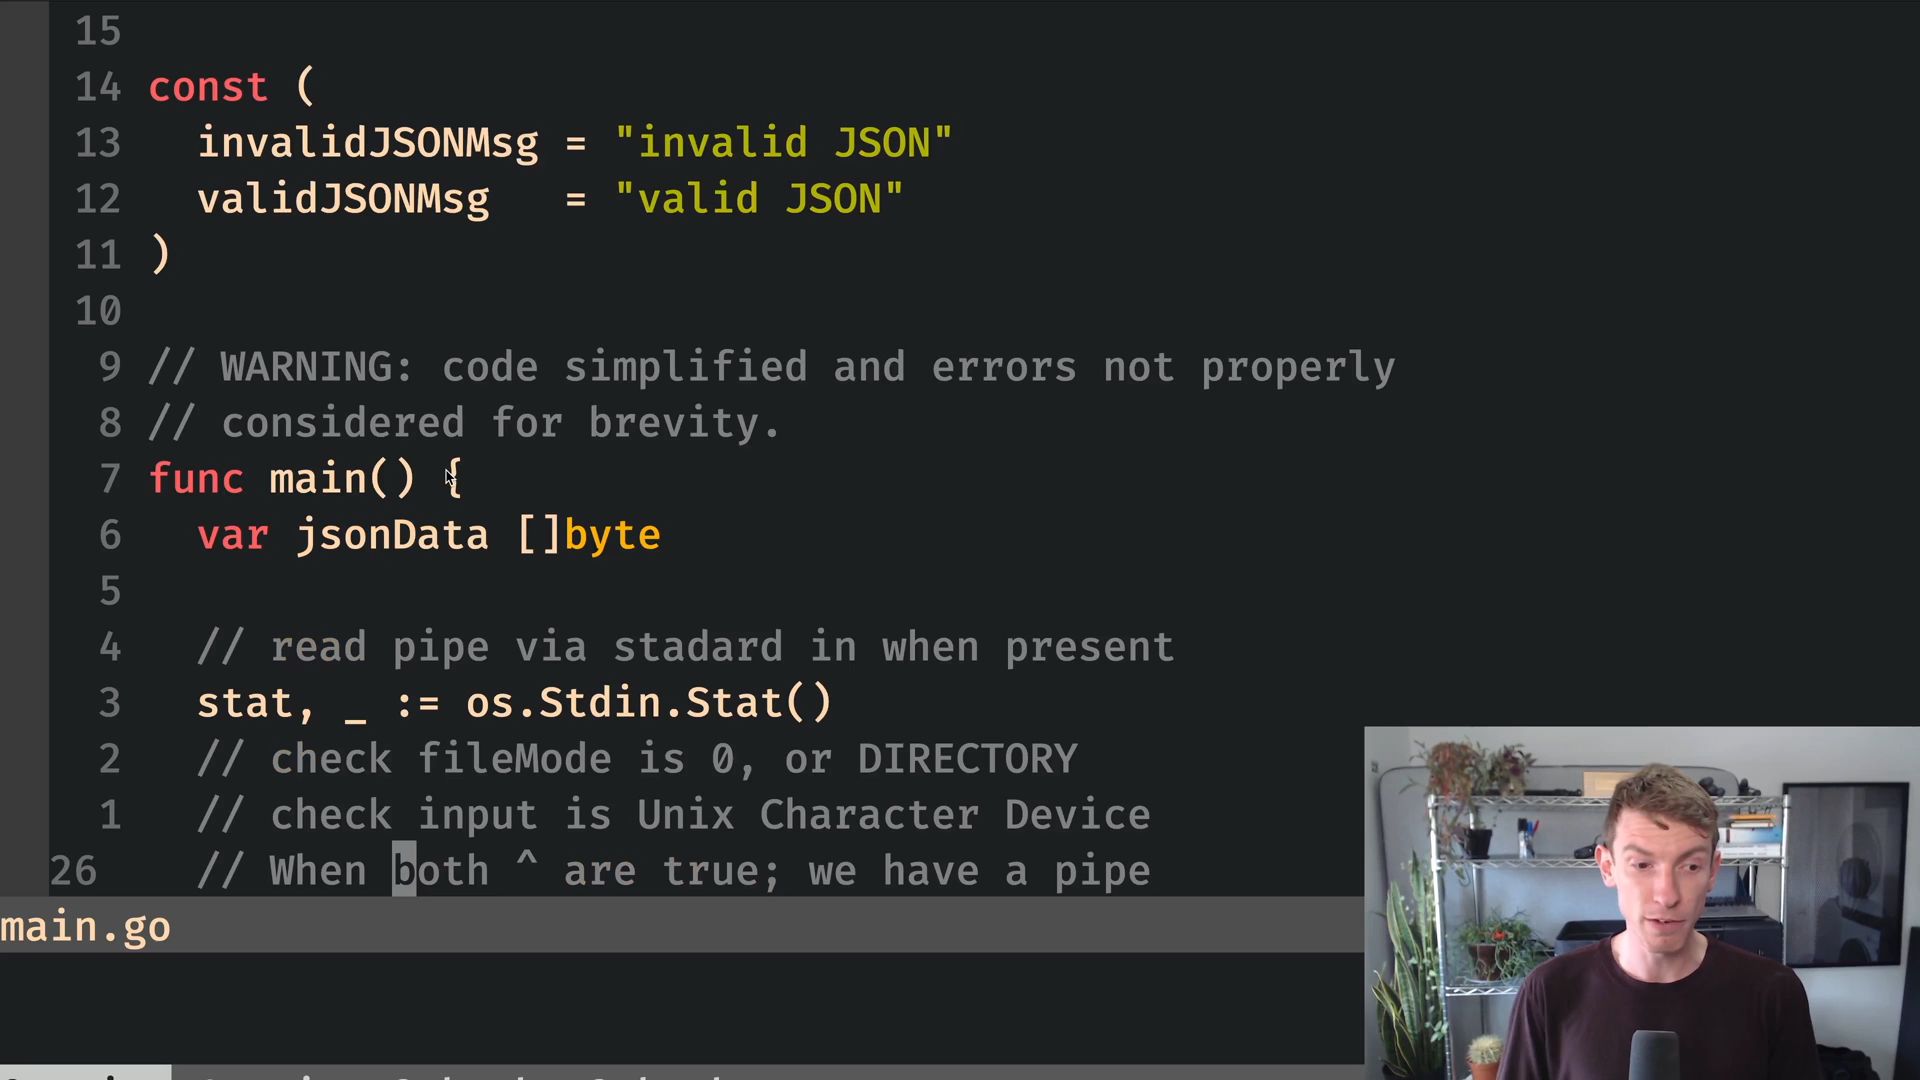 15
14 const (
13 invalidJSONMsg = "invalid JSON"
12 validJSONMsg = "valid JSON"
11 )
10
9 // WARNING: code simplified and errors not properly
8 // considered for brevity.
7 func main() {
6 var jsonData []byte
5
4 // read pipe via stadard in when present
3 stat, _ := os.Stdin.Stat()
2 // check fileMode is 0, or DIRECTORY
1 // check input is Unix Character Device
26 // When both ^ are true; we have a pipe
main.go